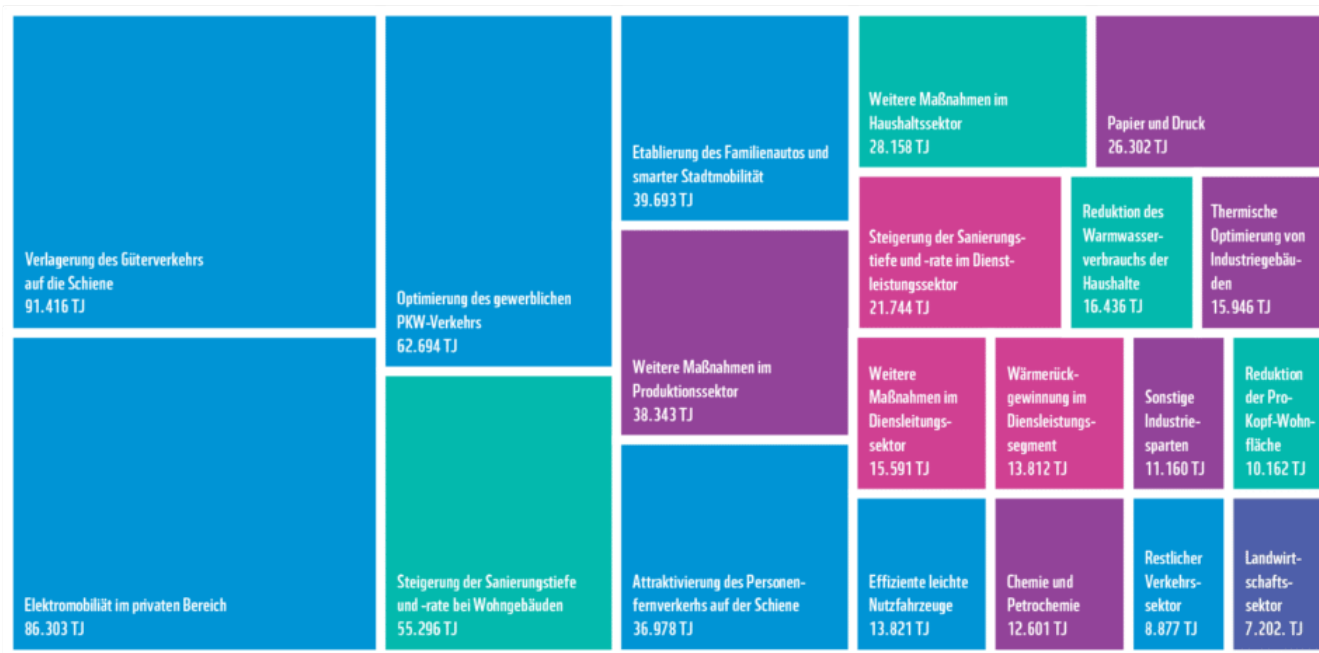 Verlagerung des Güterverkehrs
auf die Schiene
91.416 TJ
Elektromobiliät im privaten Bereich
86.303 TJ
Optimierung des gewerblichen
PKW-Verkehrs
62.694 TJ
Steigerung der Sanierungstiefe
und -rate bei Wohngebäuden
55.296 TJ
Etablierung des Familienautos und
smarter Stadtmobilität
39.693 TJ
Weitere Maßnahmen im
Produktionssektor
38.343 TJ
Attraktivierung des Personen-
fernverkerhs auf der Schiene
36.978 TJ
Weitere Maßnahmen im
Haushaltssektor
28.158 TJ
Papier und Druck
26.302 TJ
Steigerung der Sanierungs-
tiefe und -rate im Dienst-
leistungssektor
21.744 TJ
Reduktion des
Warmwasser-
verbrauchs der
Haushalte
16.436 TJ
Thermische
Optimierung von
Industriegebäu-
den
15.946 TJ
Weitere
Maßnahmen im
Diensleitungs-
sektor
15.591 TJ
Wärmerück-
gewinnung im
Diensleistungs-
segment
13.812 TJ
Sonstige
Industrie-
sparten
11.160 TJ
Reduktion
der Pro-
Kopf-Wohn-
fläche
10.162 TJ
Effiziente leichte
Nutzfahrzeuge
13.821 TJ
Chemie und
Petrochemie
12.601 TJ
Restlicher
Verkehrs-
sektor
8.877 TJ
Landwirt-
schafts-
sektor
7.202. TJ